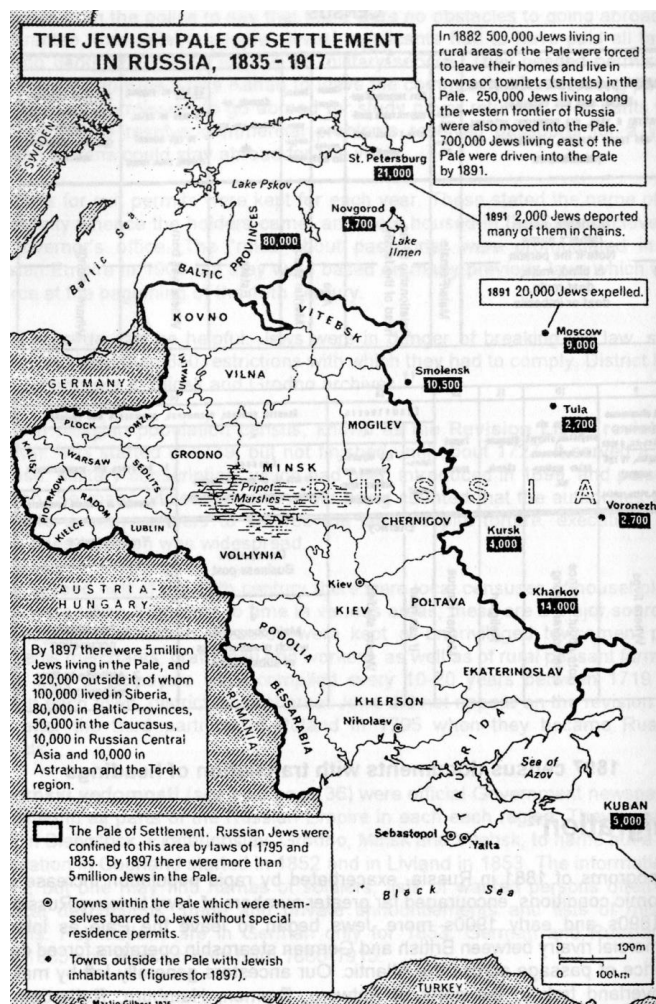 THE JEWISH PALE OF SETTLEMENT
IN RUSSIA, 1835 - 1917
In 1882 500,000 Jews living in
rural areas of the Pale were forced
to leave their homes and live in
towns or townlets (shtetls) in the
Pale. 250,000 Jews living along
the western frontier of Russia
were also moved into the Pale.
700,000 Jews living east of the
Pale were driven into the Pale
by 1891.
SWEDEN
St. Petersburg
21,000
Lake Pskov
Novgorod
4,700
Lake
Ilmen
80,000
1891 2,000 Jews deported
many of them in chains.
Baltic Sea
BALTIC PROVINCES
1891 20,000 Jews expelled.
KOVNO
VITEBSK
Moscow
9,000
Smolensk
10,500
GERMANY
SUWALKI
VILNA
Tula
2,700
PLOCK
LOMZA
MOGILEV
KALISZ
WARSAW
GRODNO
SEDLITS
MINSK
Pripet
Marshes
RUSSIA
PIOTRKOW
RADON
KIELCE
LUBLIN
CHERNIGOV
Voronezh
2,700
Kursk
4,000
VOLHYNIA
AUSTRIA
HUNGARY
Kiev
KIEV
POLTAVA
Kharkov
14,000
PODOLIA
By 1897 there were 5 million
Jews living in the Pale, and
320,000 outside it. of whom
100,000 lived in Siberia,
80,000 in Baltic Provinces,
50,000 in the Caucasus,
10,000 in Russian Central
Asia and 10,000 in
Astrakhan and the Terek
region.
BESSARABIA
RUMANIA
KATERINOSLAV
KHERSON
Nikolaev
TAURIDA
Sea of
Azov
KUBAN
5,000
Sebastopol
Yalta
The Pale of Settlement. Russian Jews were
confined to this area by laws of 1795 and
1835. By 1897 there were more than
5million Jews in the Pale.
Towns within the Pale which were them-
selves barred to Jews without special
residence permits.
Towns outside the Pale with Jewish
inhabitants (figures for 1897).
Black Sea
TURKEY
100m
100km
© Martin Gilbert